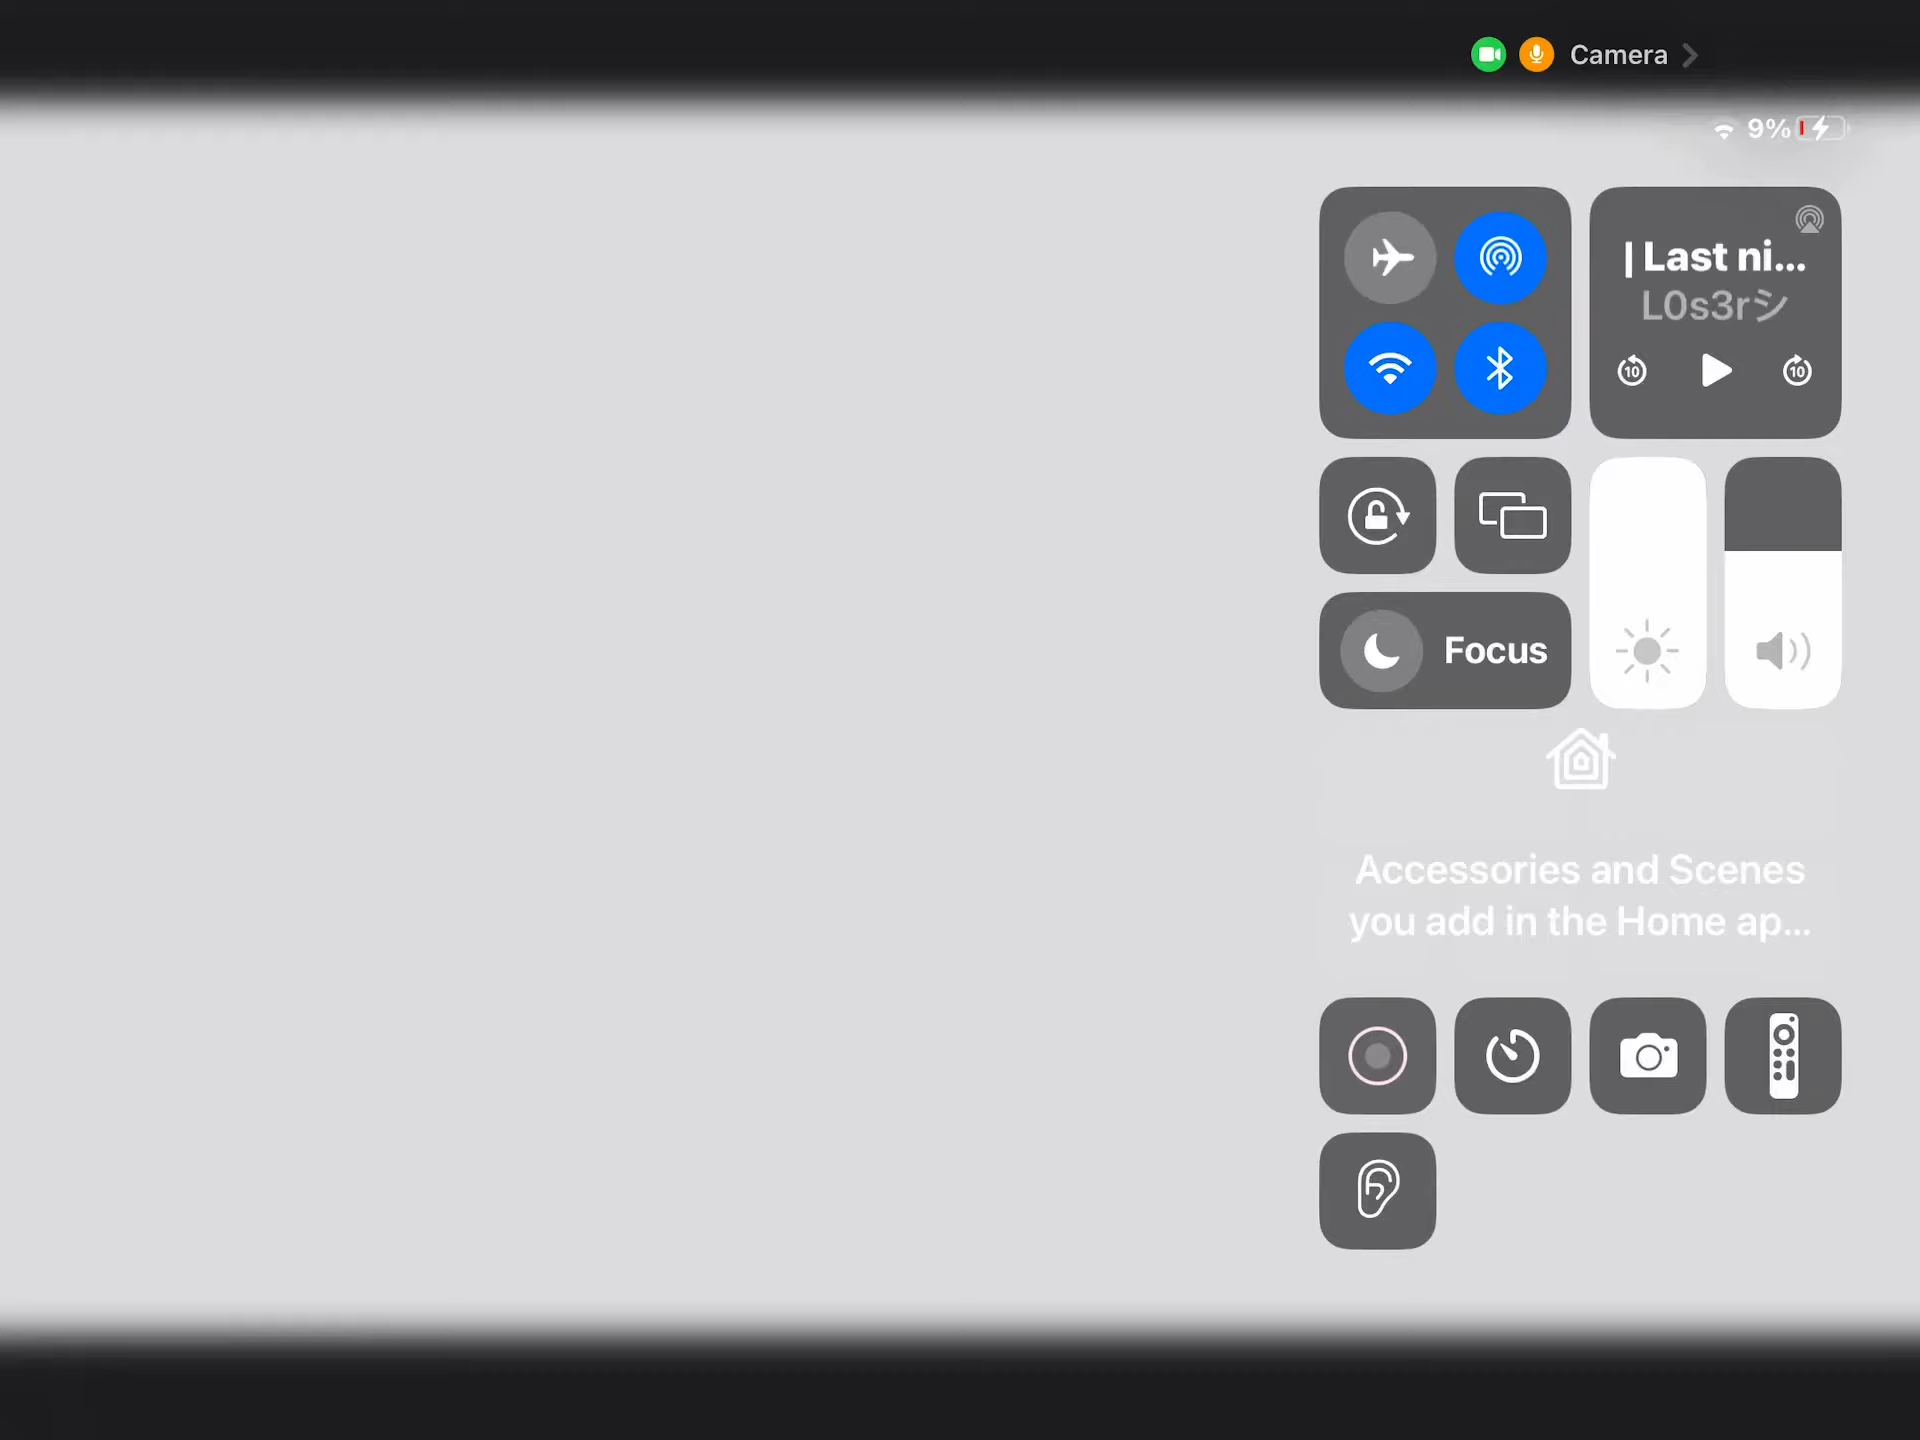 Camera
9%
| Last ni...
L0s3rシ
10
10
Focus
Accessories and Scenes
you add in the Home ap...